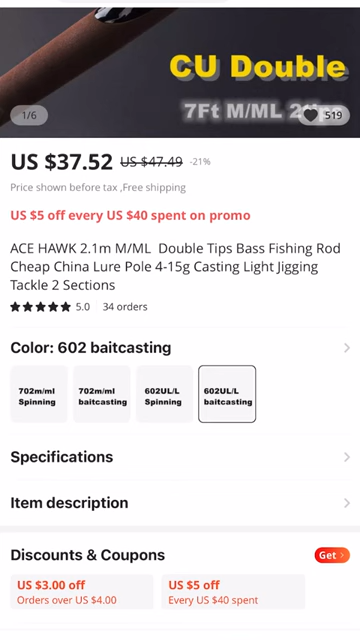 CU Double
7Ft M/ML 2
1/6
519
US $37.52 US $47.49 -21%
Price shown before tax ,Free shipping
US $5 off every US $40 spent on promo
ACE HAWK 2.1m M/ML Double Tips Bass Fishing Rod
Cheap China Lure Pole 4-15g Casting Light Jigging
Tackle 2 Sections
5.0 34 orders
Color: 602 baitcasting
702m/ml
Spinning
702m/ml
baitcasting
602UL/L
Spinning
602UL/L
baitcasting
Specifications
Item description
Discounts & Coupons
Get
US $3.00 off
Orders over US $4.00
US $5 off
Every US $40 spent